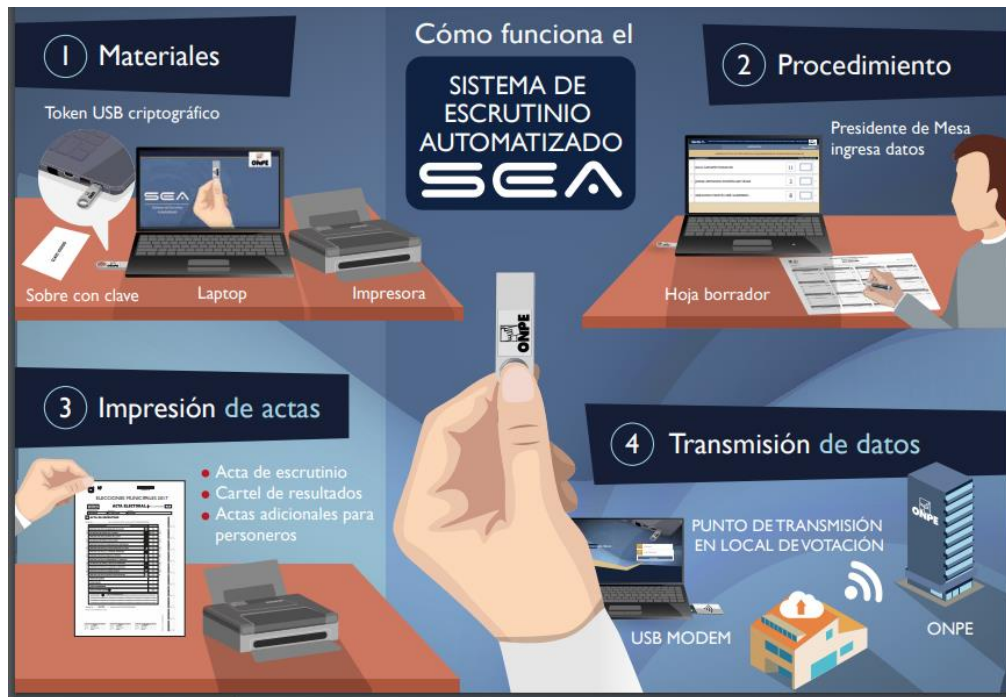 Cómo funciona el
SISTEMA DE
ESCRUTINIO
AUTOMATIZADO
SEA
1 Materiales
Token USB criptográfico
ONPE
SEA
Sobre con clave
Laptop
Impresora
2 Procedimiento
Presidente de Mesa
ingresa datos
Hoja borrador
ONPE
3 Impresión de actas
• Acta de escrutinio
• Cartel de resultados
• Actas adicionales para
personeros
ELECCIONES MUNICIPALES 2017
ACTA ELECTORAL
4 Transmisión de datos
PUNTO DE TRANSMISIÓN
EN LOCAL DE VOTACIÓN
USB MODEM
ONPE
ONPE